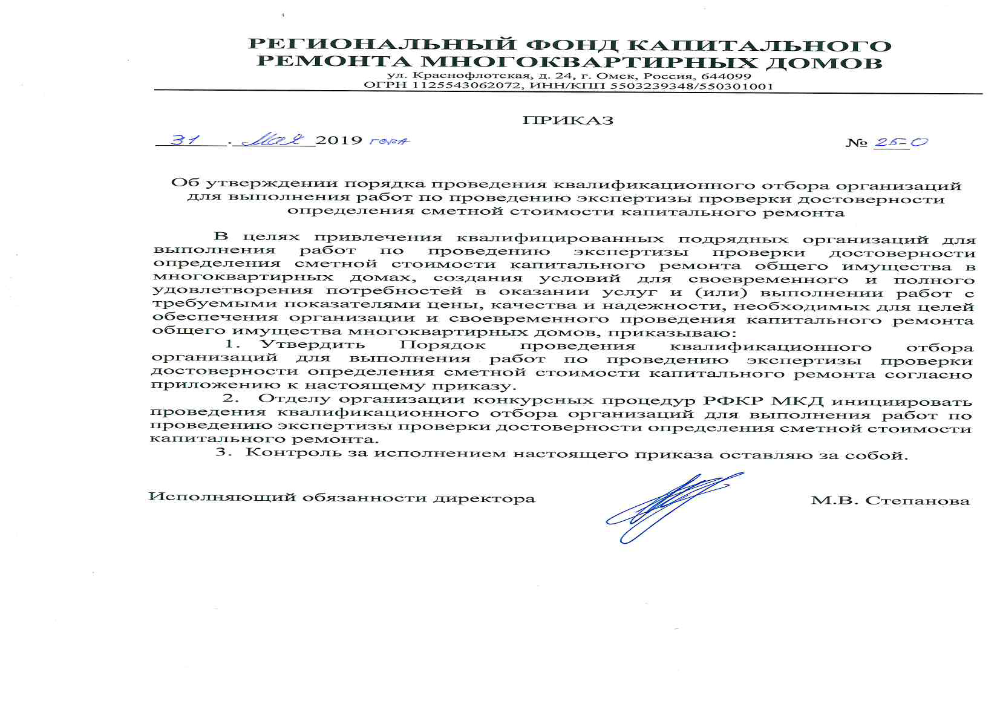 РЕГИОНАЛЬНЫЙ ФОНД КАПИТАЛЬНОГО
РЕМОНТА МНОГОКВАРТИРНЫХ ДОМОВ
ул. Краснофлотская, д. 24, г. Омск, Россия, 644099
ОГРН 1125543062072, ИНН/КПП 5503239348/550301001
ПРИКАЗ
31 . Мая 2019 года № 25-О
Об утверждении порядка проведения квалификационного отбора организаций
для выполнения работ по проведению экспертизы проверки достоверности
определения сметной стоимости капитального ремонта
В целях привлечения квалифицированных подрядных организаций для
выполнения работ по проведению экспертизы проверки достоверности
определения сметной стоимости капитального ремонта общего имущества в
многоквартирных домах, создания условий для своевременного и полного
удовлетворения потребностей в оказании услуг и (или) выполнении работ с
требуемыми показателями цены, качества и надежности, необходимых для целей
обеспечения организации и своевременного проведения капитального ремонта
общего имущества многоквартирных домов, приказываю:
1. Утвердить Порядок проведения квалификационного отбора
организаций для выполнения работ по проведению экспертизы проверки
достоверности определения сметной стоимости капитального ремонта согласно
приложению к настоящему приказу.
2. Отделу организации конкурсных процедур РФКР МКД инициировать
проведения квалификационного отбора организаций для выполнения работ по
проведению экспертизы проверки достоверности определения сметной стоимости
капитального ремонта.
3. Контроль за исполнением настоящего приказа оставляю за собой.
Исполняющий обязанности директора М.В. Степанова